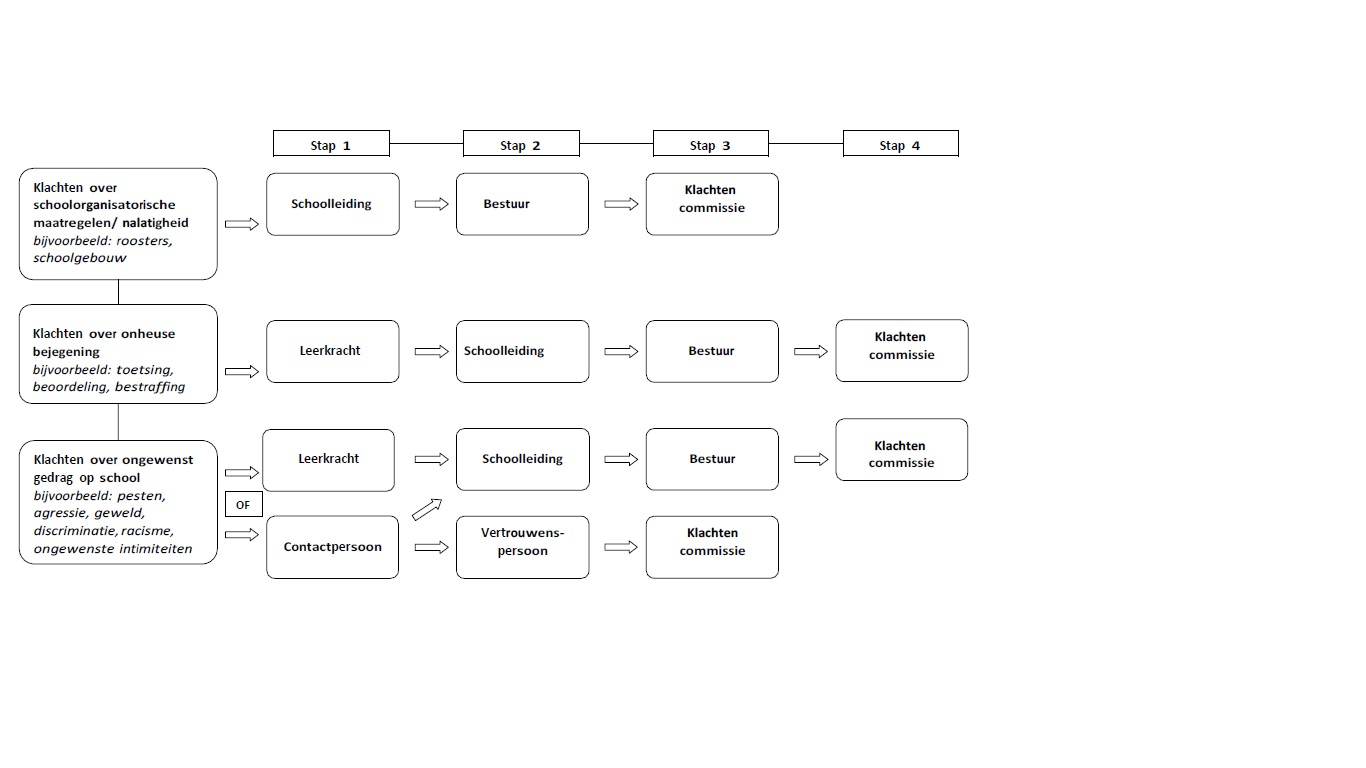 Stap 1
Stap 2
Stap 3
Stap 4
Klachten over
schoolorganisatorische
maatregelen/ nalatigheid
bijvoorbeeld: roosters,
schoolgebouw
Schoolleiding
Bestuur
Klachten
commissie
Klachten over onheuse
bejegening
bijvoorbeeld: toetsing,
beoordeling, bestraffing
Leerkracht
Schoolleiding
Bestuur
Klachten
commissie
Klachten over ongewenst
gedrag op school
bijvoorbeeld: pesten,
agressie, geweld,
discriminatie, racisme,
ongewenste intimiteiten
Leerkracht
Schoolleiding
Bestuur
Klachten
commissie
OF
Contactpersoon
Vertrouwens-
persoon
Klachten
commissie